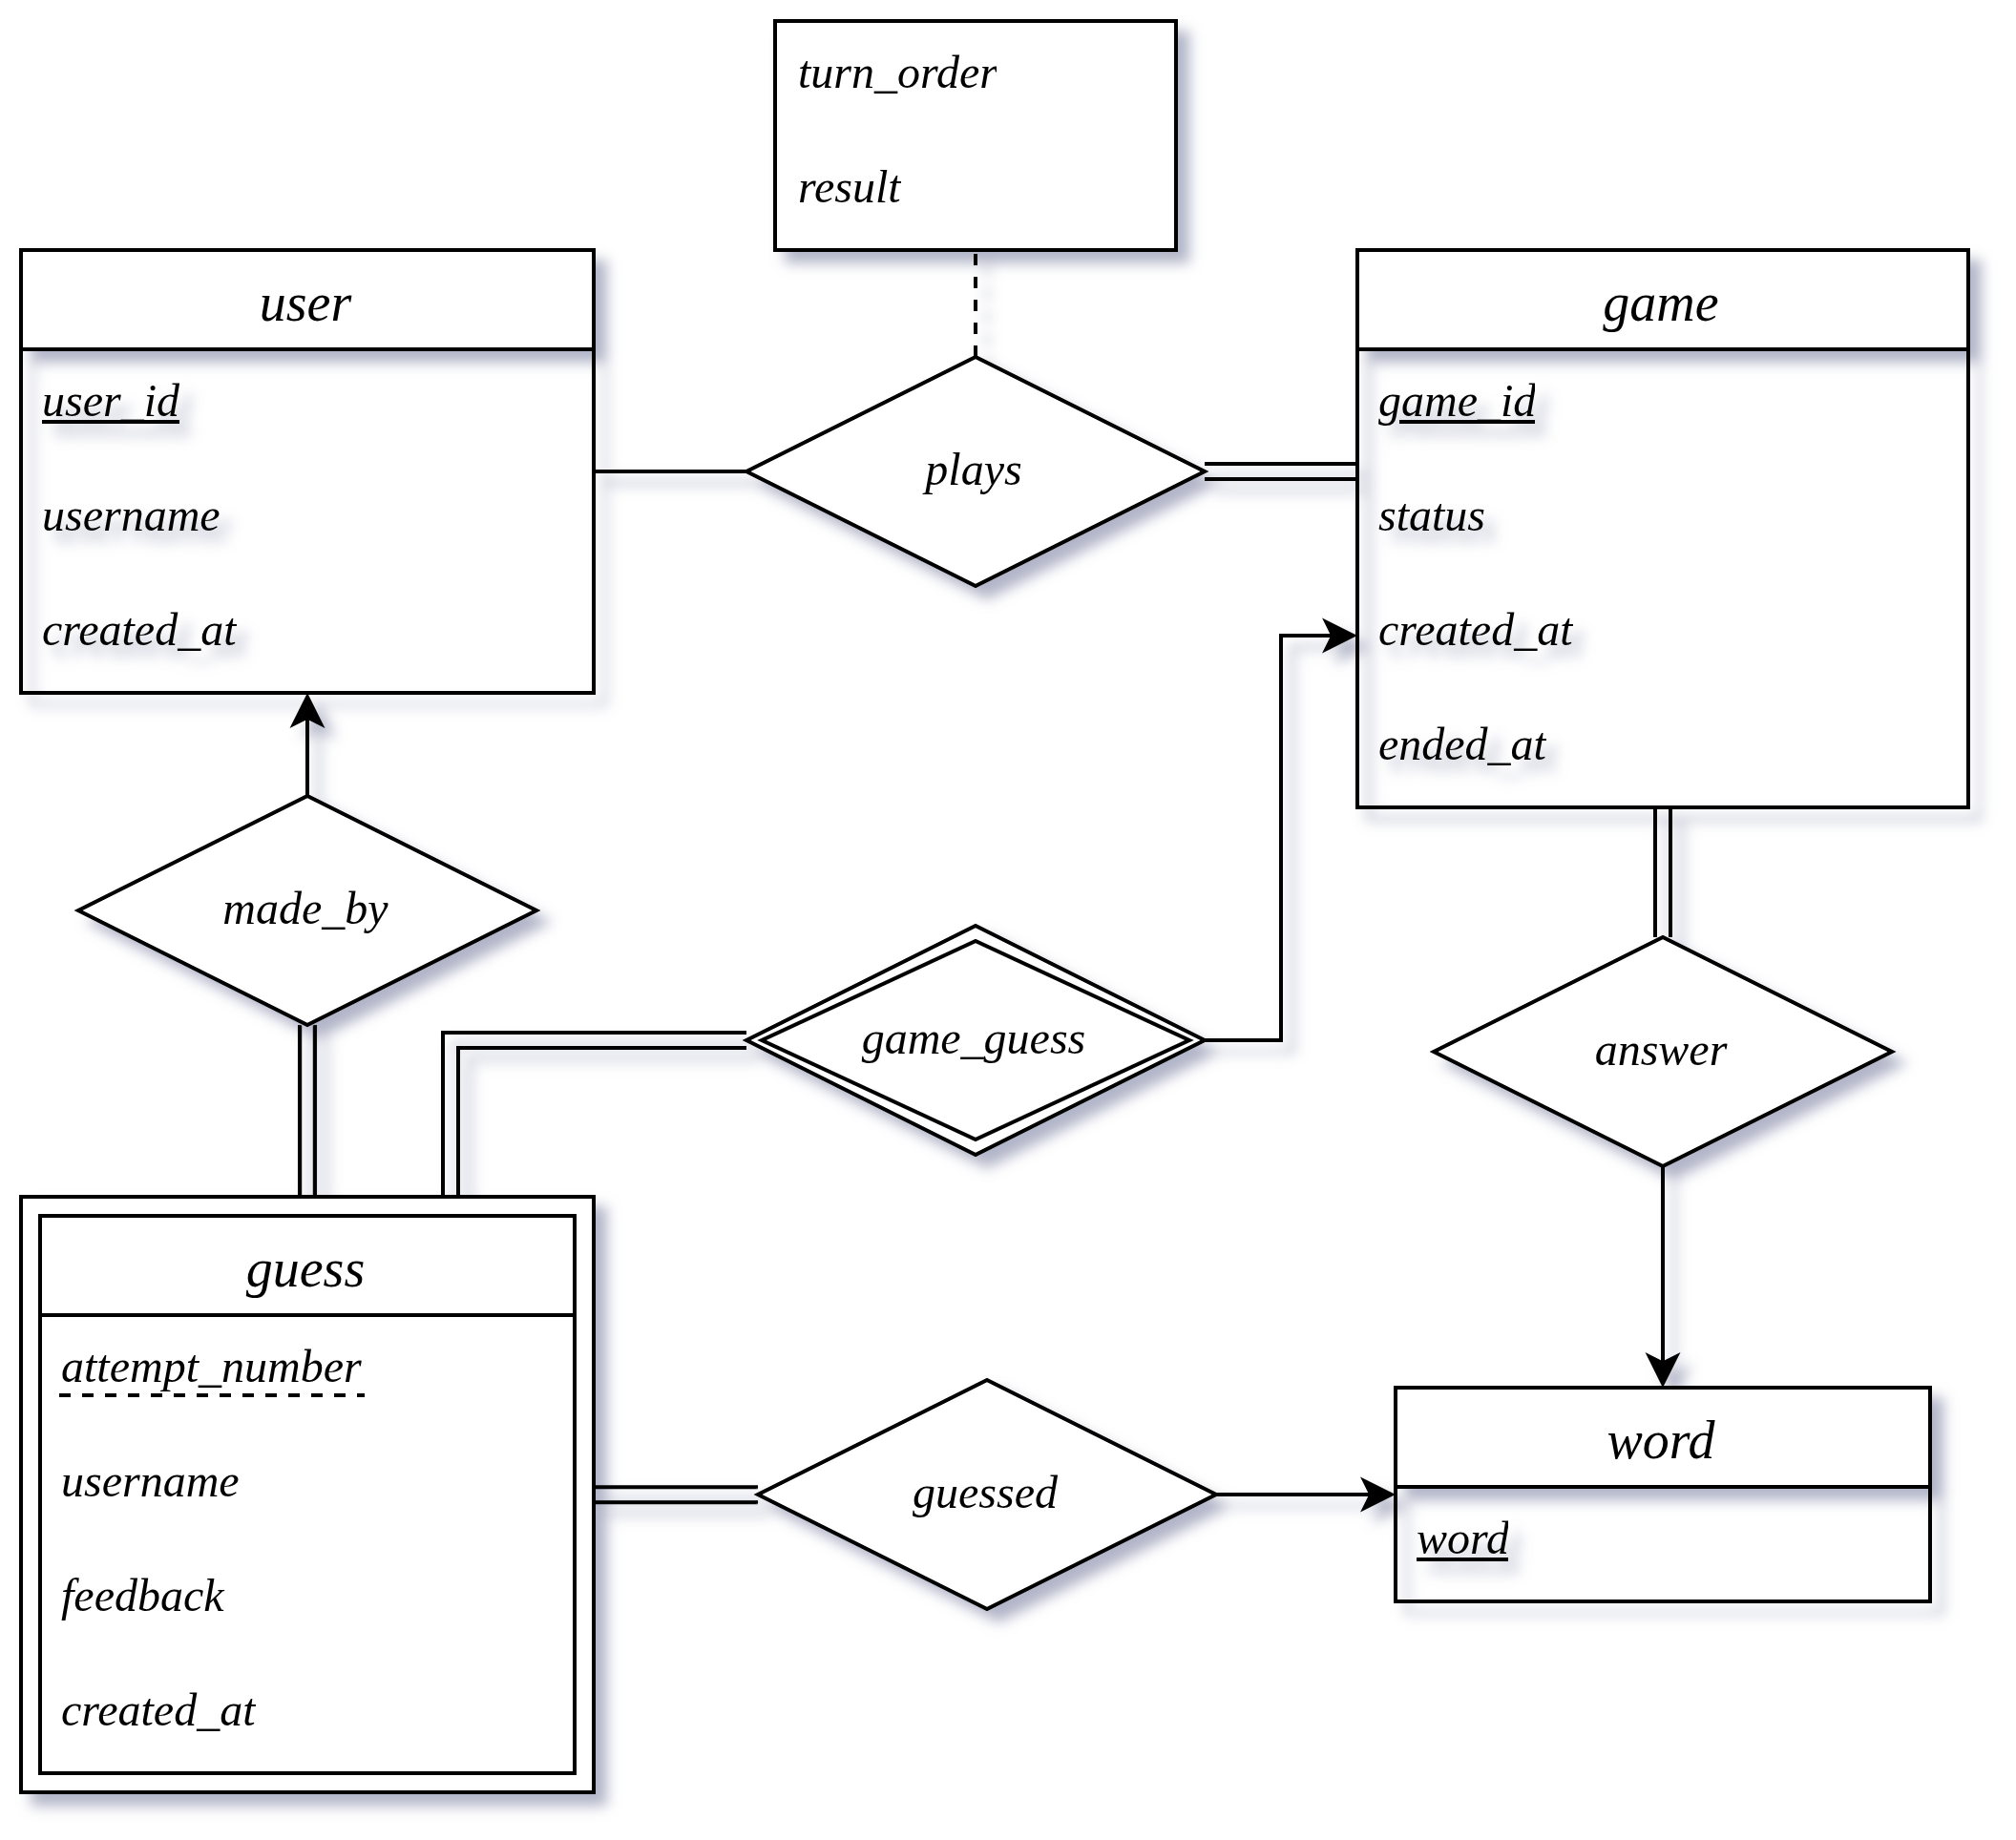 turn_order
result
user
user_id
username
created_at
plays
game
game_id
status
created_at
ended_at
made_by
game_guess
answer
guess
attempt_number
username
feedback
created_at
guessed
word
word